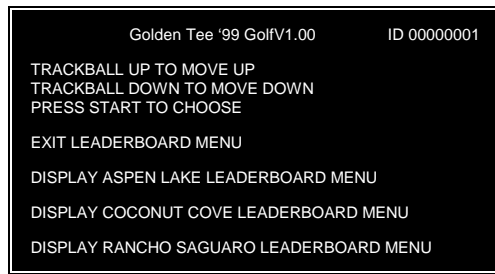 Golden Tee ‘99 GolfV1.00 ID 00000001
TRACKBALL UP TO MOVE UP
TRACKBALL DOWN TO MOVE DOWN
PRESS START TO CHOOSE
EXIT LEADERBOARD MENU
DISPLAY ASPEN LAKE LEADERBOARD MENU
DISPLAY COCONUT COVE LEADERBOARD MENU
DISPLAY RANCHO SAGUARO LEADERBOARD MENU